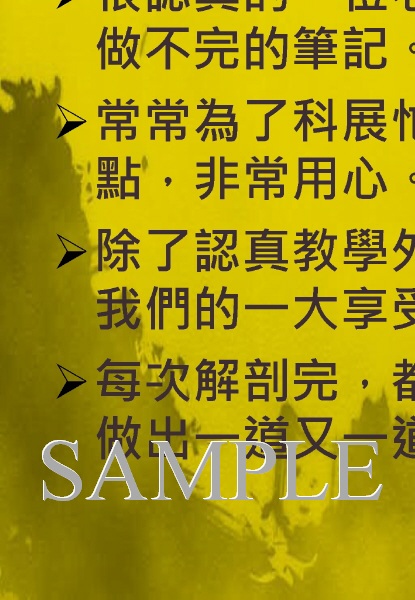 很認真的一位
做不完的筆記。
常常為了科展忙
點，非常用心。
除了認真教學外
我們的一大享受
每次解剖完，都
做出一道又一道
SAMPLE